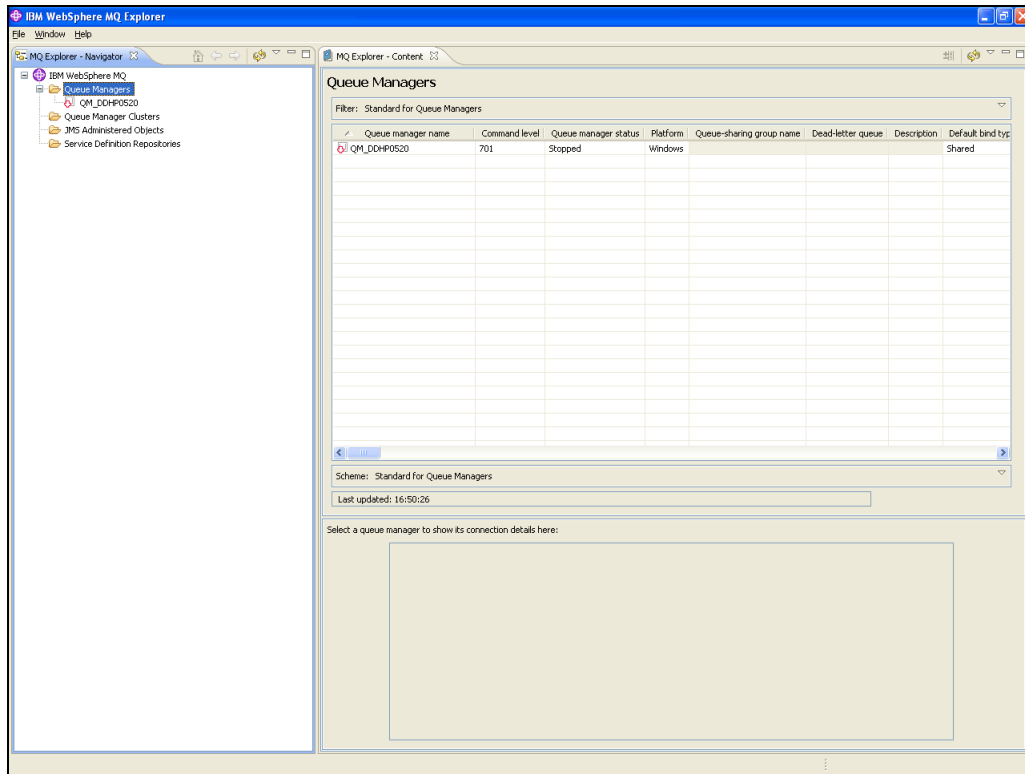 IBM WebSphere MQ Explorer
File Window Help
MQ Explorer - Navigator
IBM WebSphere MQ
Queue Managers
QM_DDHP0520
Queue Manager Clusters
JMS Administered Objects
Service Definition Repositories
MQ Explorer - Content
Queue Managers
Filter: Standard for Queue Managers
Queue manager name Command level Queue manager status Platform Queue-sharing group name Dead-letter queue Description Default bind typ
QM_DDHP0520 701 Stopped Windows Shared
Scheme: Standard for Queue Managers
Last updated: 16:50:26
Select a queue manager to show its connection details here: